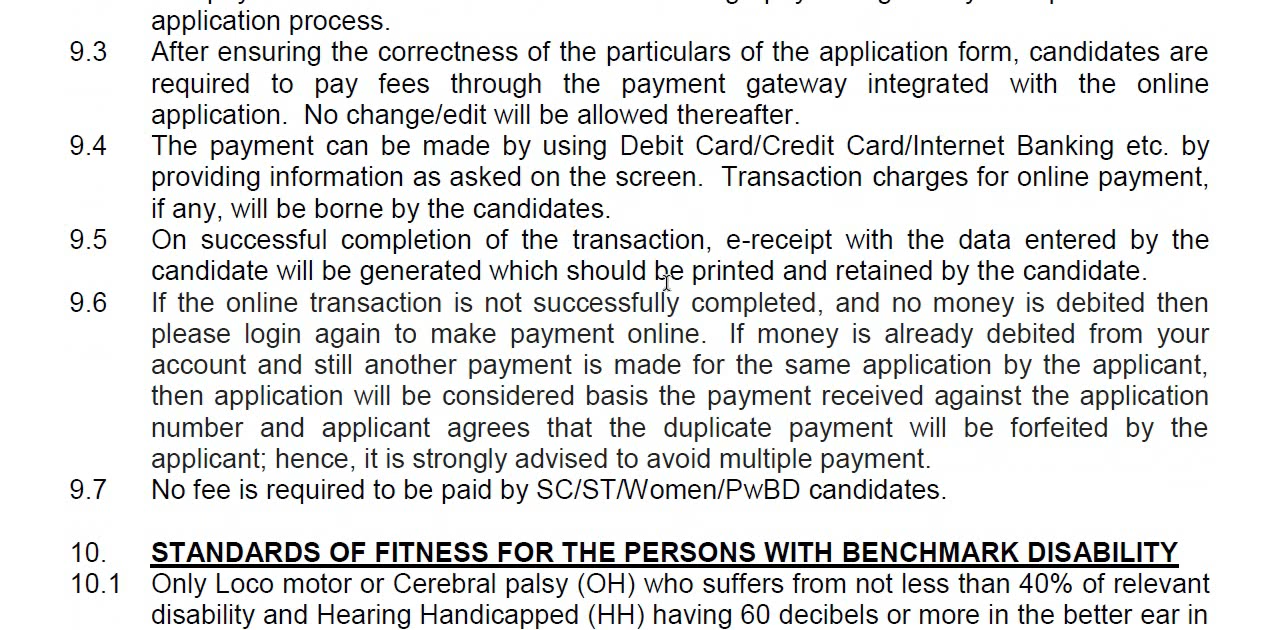 application process.
9.3 After ensuring the correctness of the particulars of the application form, candidates are
required to pay fees through the payment gateway integrated with the online
application. No change/edit will be allowed thereafter.
9.4 The payment can be made by using Debit Card/Credit Card/Internet Banking etc. by
providing information as asked on the screen. Transaction charges for online payment,
if any, will be borne by the candidates.
9.5 On successful completion of the transaction, e-receipt with the data entered by the
candidate will be generated which should be printed and retained by the candidate.
9.6 If the online transaction is not successfully completed, and no money is debited then
please login again to make payment online. If money is already debited from your
account and still another payment is made for the same application by the applicant,
then application will be considered basis the payment received against the application
number and applicant agrees that the duplicate payment will be forfeited by the
applicant; hence, it is strongly advised to avoid multiple payment.
9.7 No fee is required to be paid by SC/ST/Women/PwBD candidates.
10. STANDARDS OF FITNESS FOR THE PERSONS WITH BENCHMARK DISABILITY
10.1 Only Loco motor or Cerebral palsy (OH) who suffers from not less than 40% of relevant
disability and Hearing Handicapped (HH) having 60 decibels or more in the better ear in